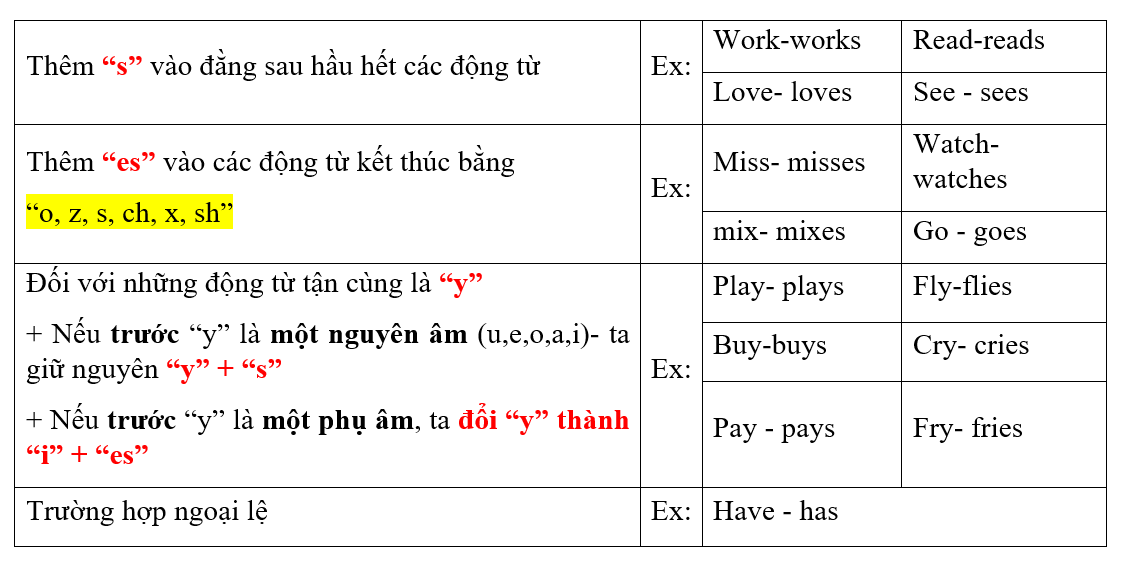 Thêm “s” vào đằng sau hầu hết các động từ
Ex:
Work-works
Read-reads
Love- loves
See - sees
Thêm “es” vào các động từ kết thúc bằng
“o, z, s, ch, x, sh”
Ex:
Miss- misses
Watch-
watches
mix- mixes
Go - goes
Đối với những động từ tận cùng là “y”
+ Nếu trước “y” là một nguyên âm (u,e,o,a,i)- ta
giữ nguyên “y” + “s”
+ Nếu trước “y” là một phụ âm, ta đổi “y” thành
“i” + “es”
Ex:
Play- plays
Fly-flies
Buy-buys
Cry- cries
Pay - pays
Fry- fries
Trường hợp ngoại lệ
Ex:
Have - has